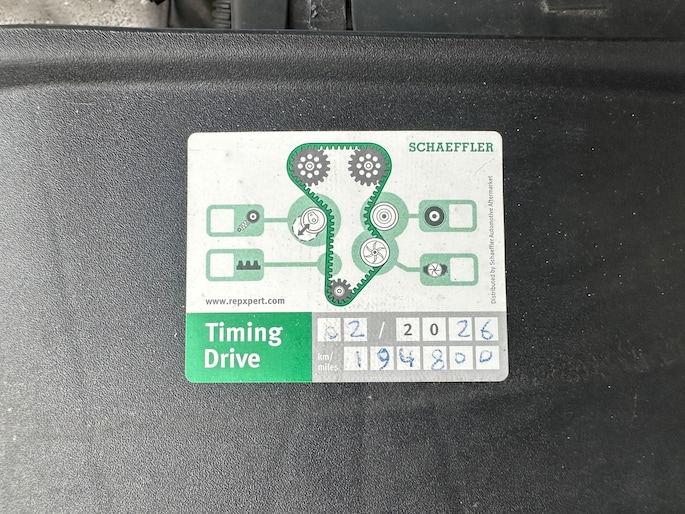 SCHAEFFLER
Distributed by Schaeffler Automotive Aftermarket
www.repxpert.com
Timing Drive
02 / 2026
km/miles 194800